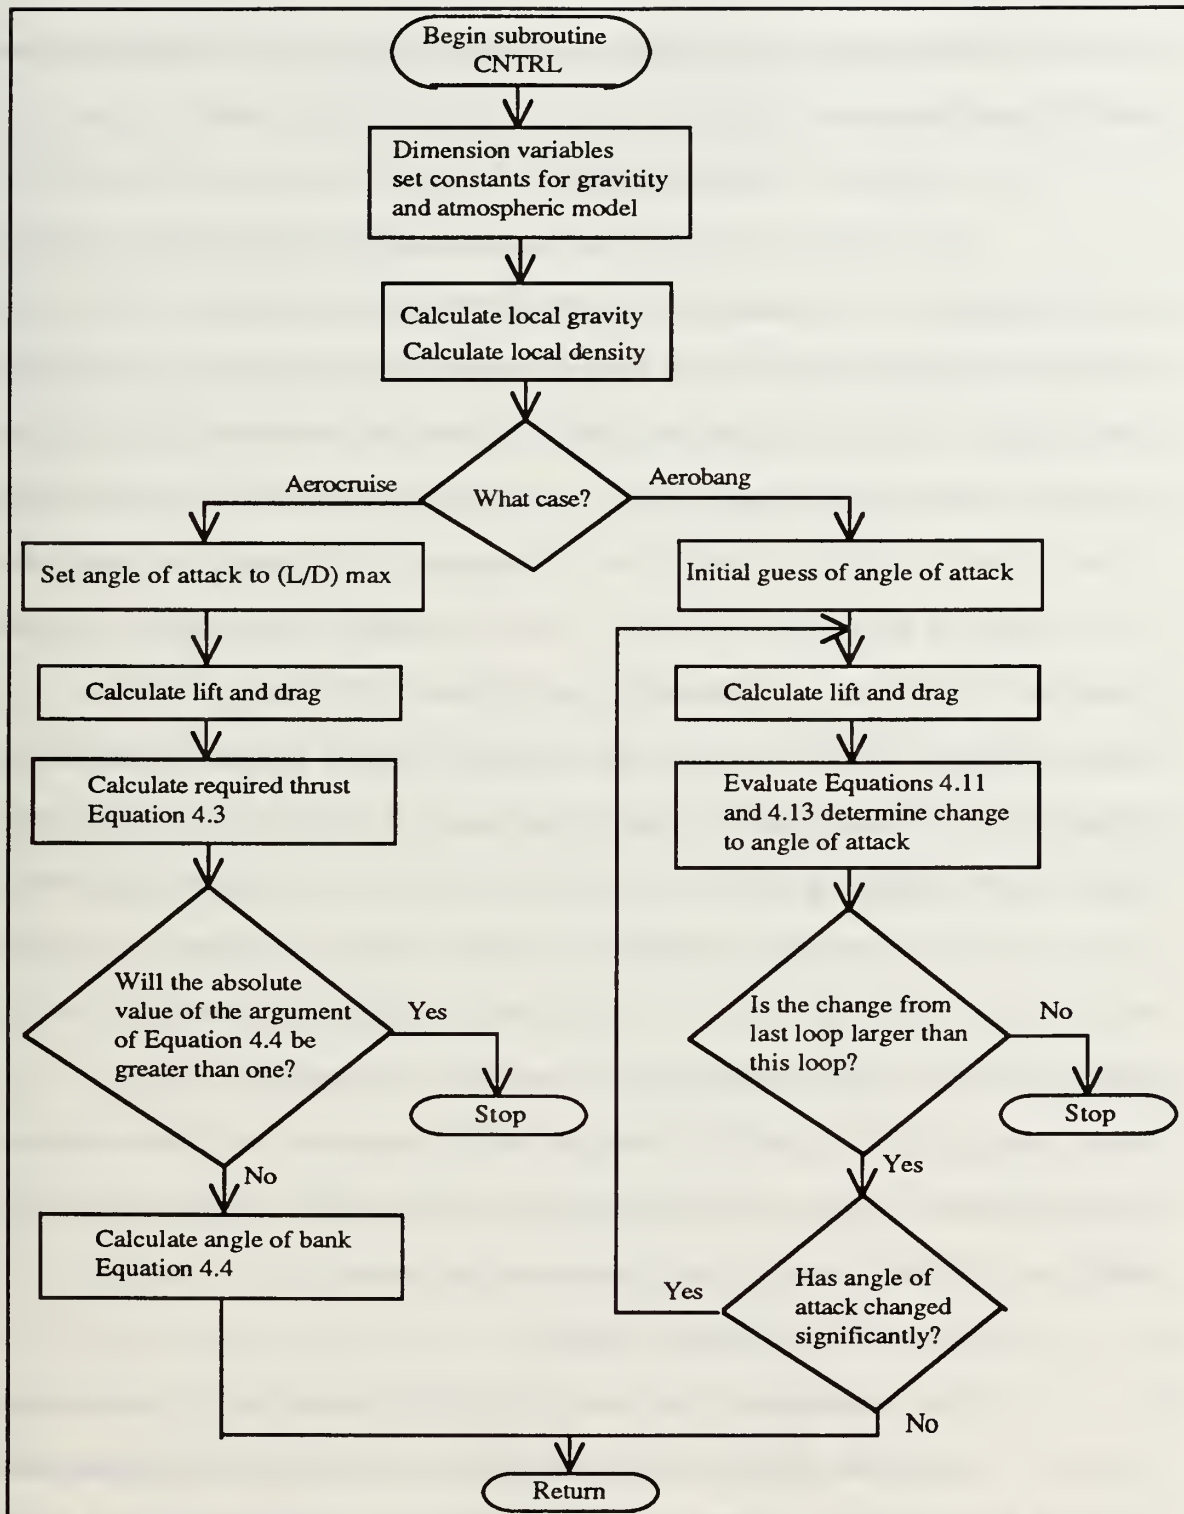 Begin subroutine
CNTRL
Dimension variables
set constants for gravitity
and atmospheric model
Calculate local gravity
Calculate local density
What case?
Aerocruise
Set angle of attack to (L/D) max
Calculate lift and drag
Calculate required thrust
Equation 4.3
Will the absolute
value of the argument
of Equation 4.4 be
greater than one?
Yes
Stop
No
Calculate angle of bank
Equation 4.4
Aerobang
Initial guess of angle of attack
Calculate lift and drag
Evaluate Equations 4.11
and 4.13 determine change
to angle of attack
Is the change from
last loop larger than
this loop?
No
Stop
Yes
Has angle of
attack changed
significantly?
Yes
No
Return